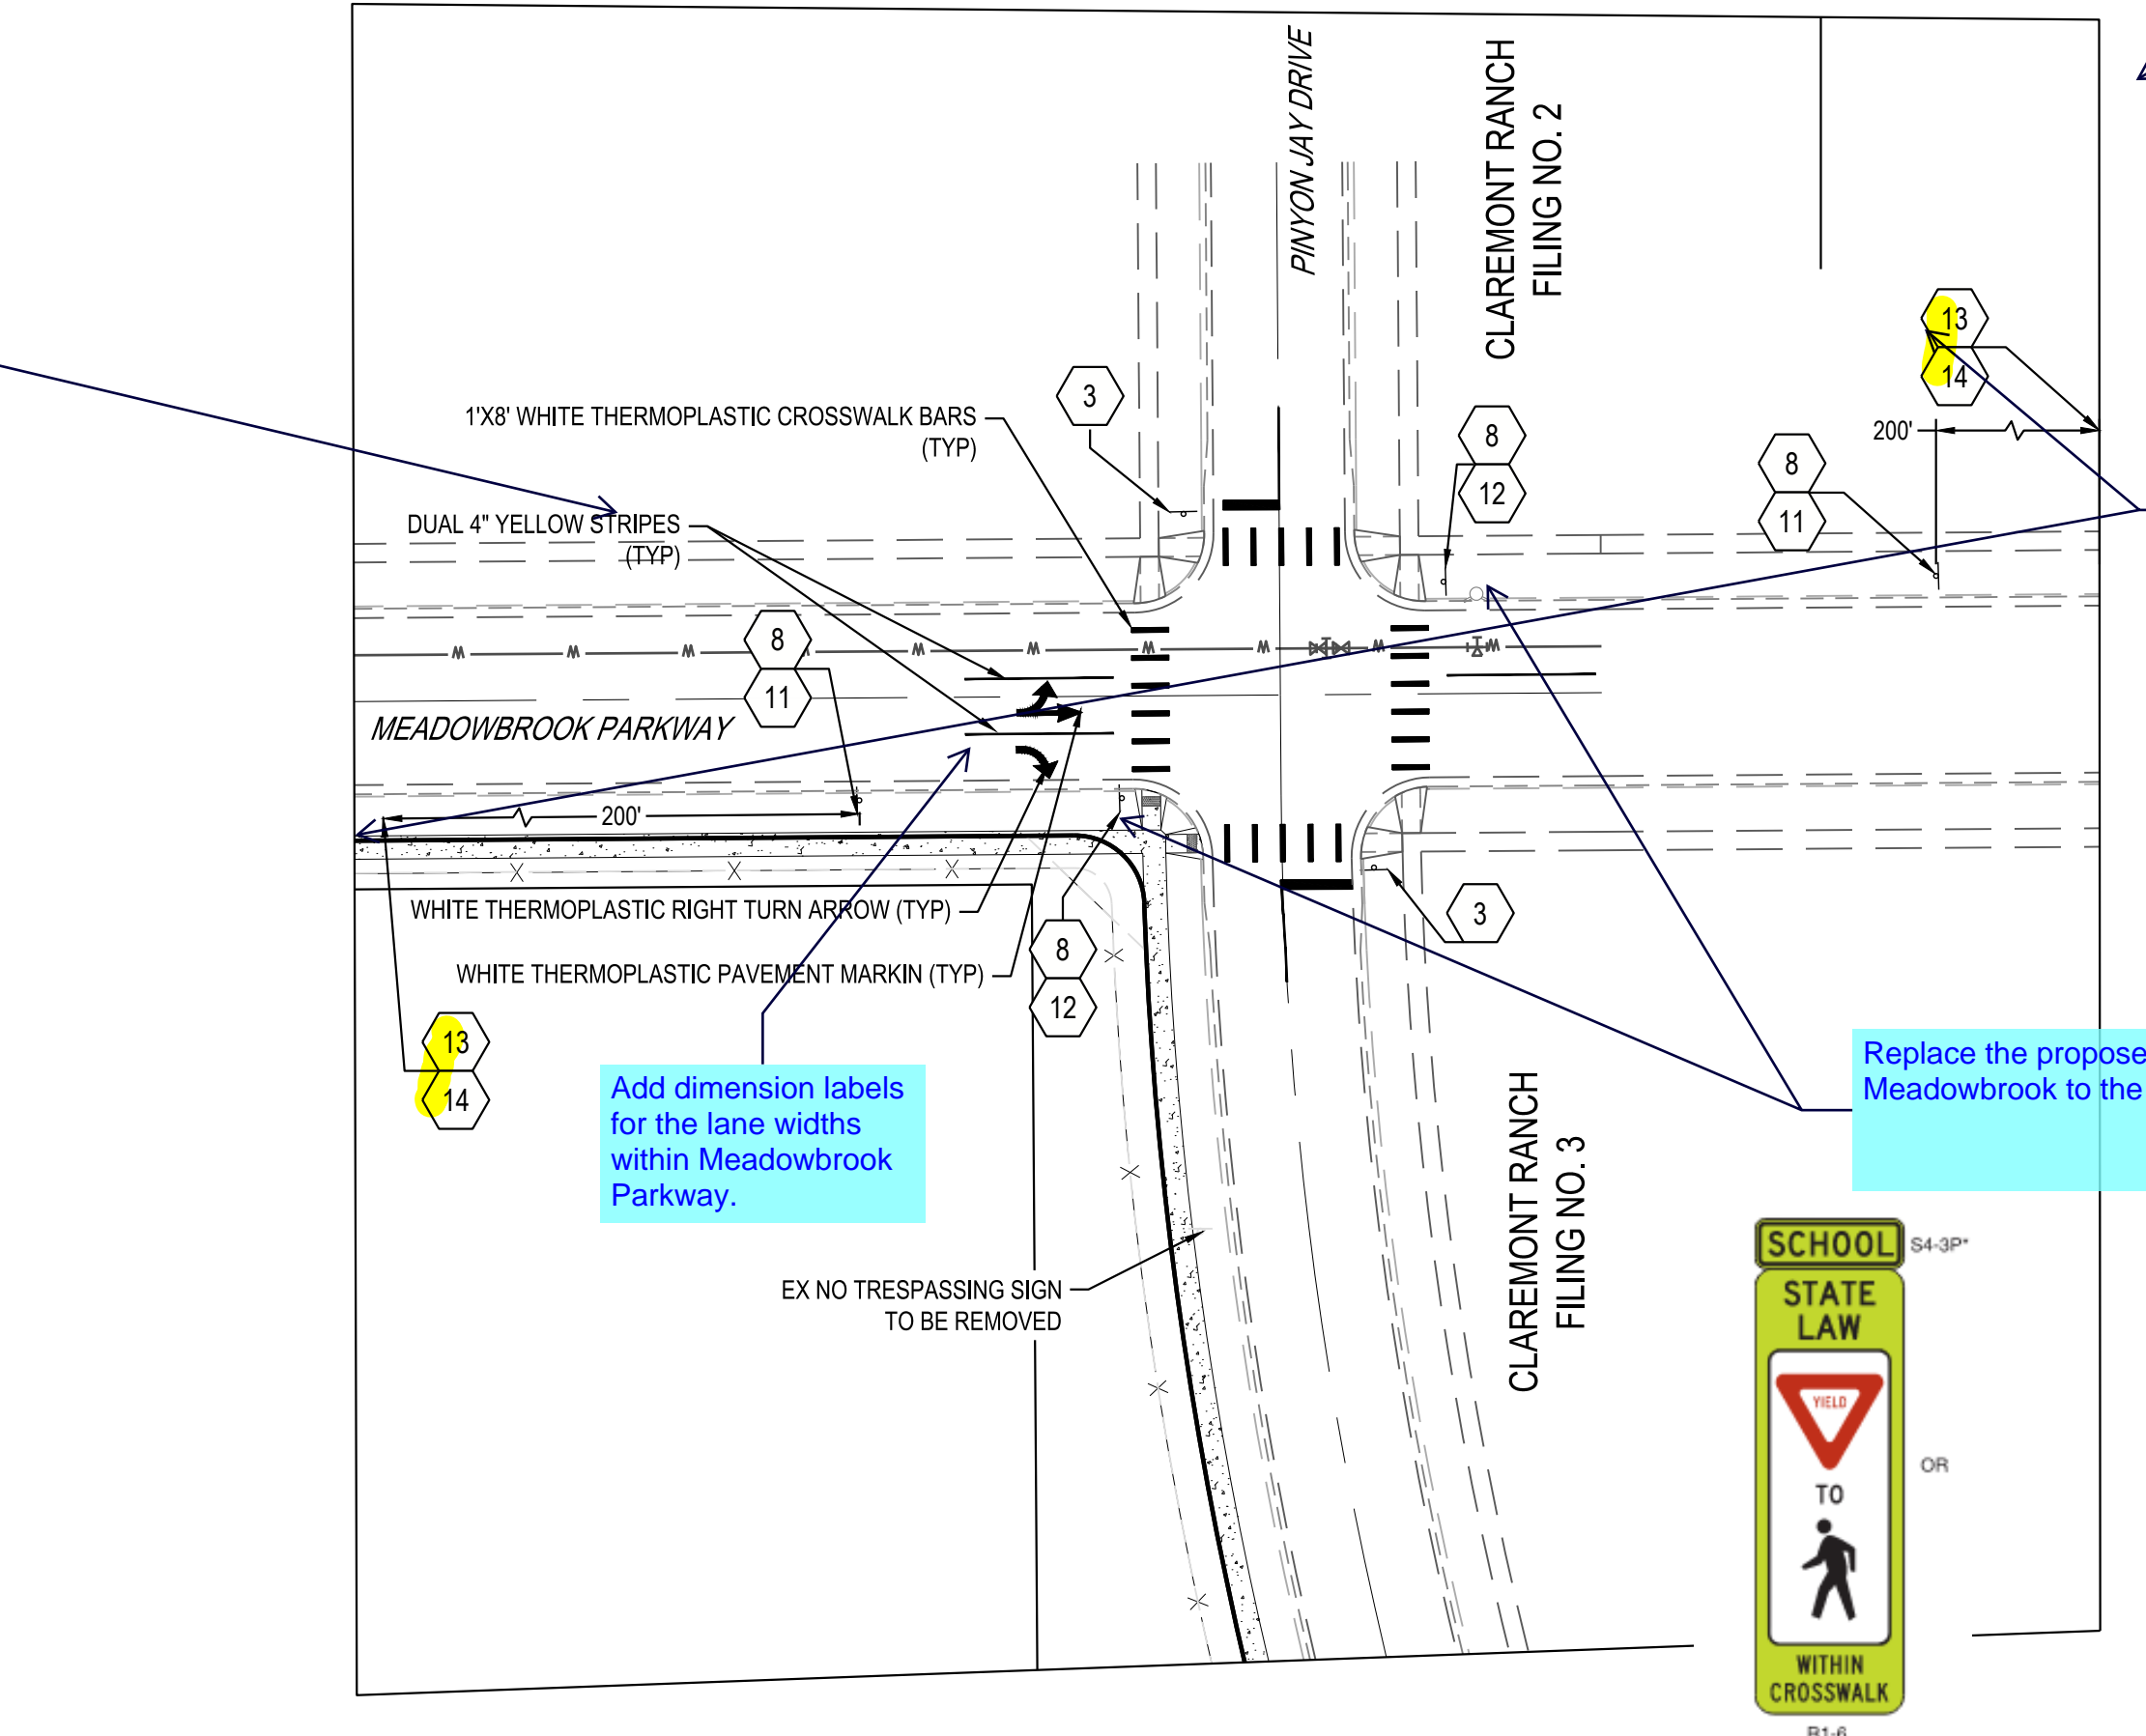 PINYON JAY DRIVE
CLAREMONT RANCH
FILING NO. 2
13
14
3
1'X8' WHITE THERMOPLASTIC CROSSWALK BARS
(TYP)
8
12
200'
8
11
DUAL 4" YELLOW STRIPES
(TYP)
8
11
W W W W W W W W W W
MEADOWBROOK PARKWAY
200'
WHITE THERMOPLASTIC RIGHT TURN ARROW (TYP)
3
8
12
WHITE THERMOPLASTIC PAVEMENT MARKIN (TYP)
13
14
Add dimension labels
for the lane widths
within Meadowbrook
Parkway.
Replace the propose
Meadowbrook to the
CLAREMONT RANCH
FILING NO. 3
EX NO TRESPASSING SIGN
TO BE REMOVED
SCHOOL S4-3P*
STATE
LAW
YIELD
OR
TO
WITHIN
CROSSWALK
R1-6